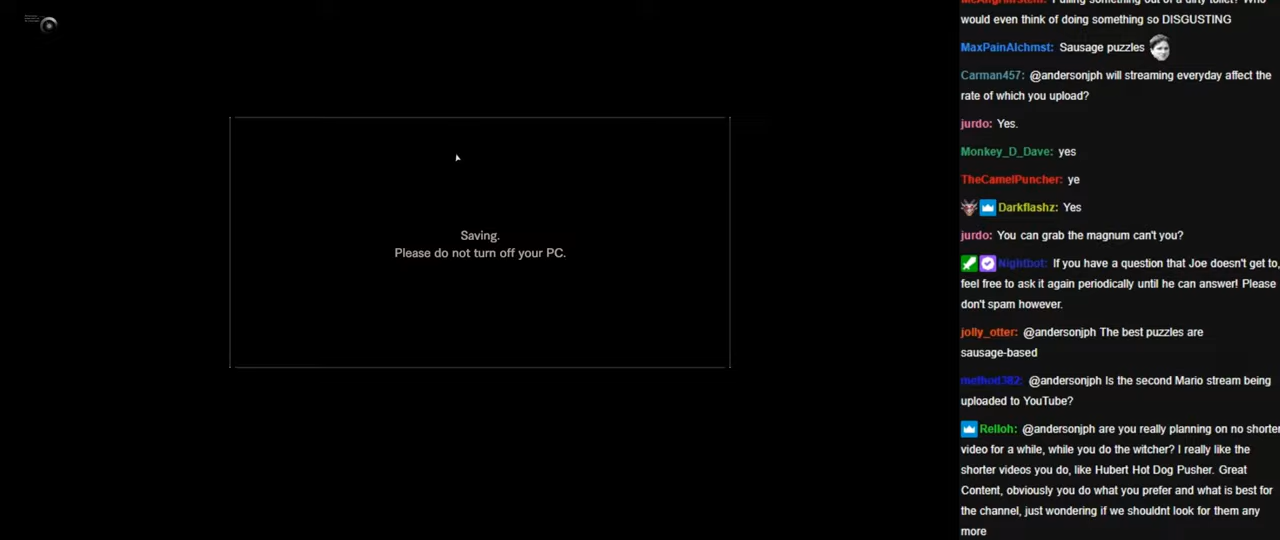 Saving.
Please do not turn off your PC.
would even think of doing something so DISGUSTING
MaxPainAlchmst: Sausage puzzles
Carman457: @andersonjph will streaming everyday affect the
rate of which you upload?
jurdo: Yes.
Monkey_D_Dave: yes
TheCamelPuncher: ye
Darkflashz: Yes
jurdo: You can grab the magnum can't you?
Nightbot: If you have a question that Joe doesn't get to,
feel free to ask it again periodically until he can answer! Please
don't spam however.
jolly_otter: @andersonjph The best puzzles are
sausage-based
method382: @andersonjph Is the second Mario stream being
uploaded to YouTube?
Relloh: @andersonjph are you really planning on no shorter
video for a while, while you do the witcher? I really like the
shorter videos you do, like Hubert Hot Dog Pusher. Great
Content, obviously you do what you prefer and what is best for
the channel, just wondering if we shouldnt look for them any
more